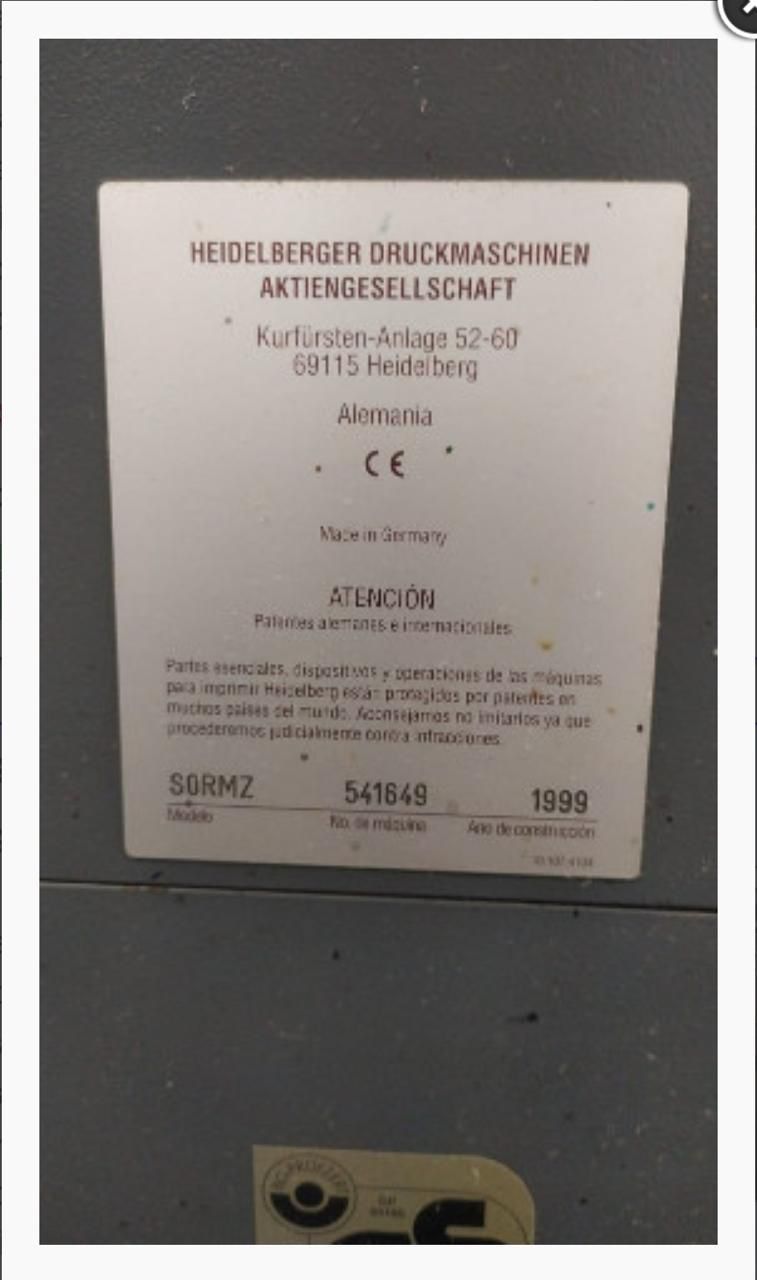 HEIDELBERGER DRUCKMASCHINEN
AKTIENGESELLSCHAFT
Kurfürsten-Anlage 52-60
69115 Heidelberg
Alemania
CE
Made in Germany
ATENCIÓN
Patentes alemanas e internacionales
Partes esenciales, dispositivos y operaciones de las máquinas
para imprimir Heidelberg están protegidos por patentes en
muchos países del mundo. Aconsejamos no imitarlos ya que
procederemos judicialmente contra infracciones.
SORMZ 541649 1999
Modelo No. de máquina Ano de construcción